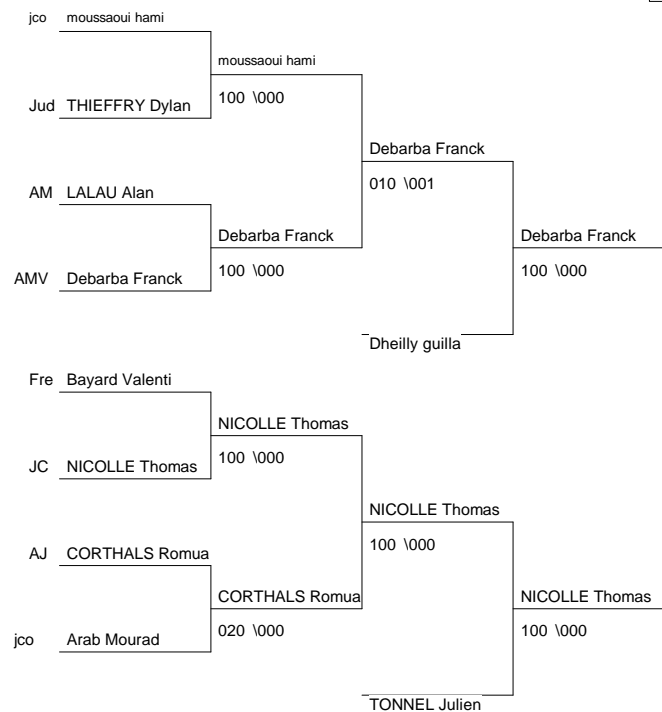 jco moussaoui hami
moussaoui hami
Jud THIEFFRY Dylan
100 \000
Debarba Franck
010 \001
AM LALAU Alan
Debarba Franck
Debarba Franck
AMV Debarba Franck
100 \000
100 \000
Dheilly guilla
Fre Bayard Valenti
NICOLLE Thomas
JC NICOLLE Thomas
100 \000
NICOLLE Thomas
100 \000
AJ CORTHALS Romua
CORTHALS Romua
NICOLLE Thomas
jco Arab Mourad
020 \000
100 \000
TONNEL Julien